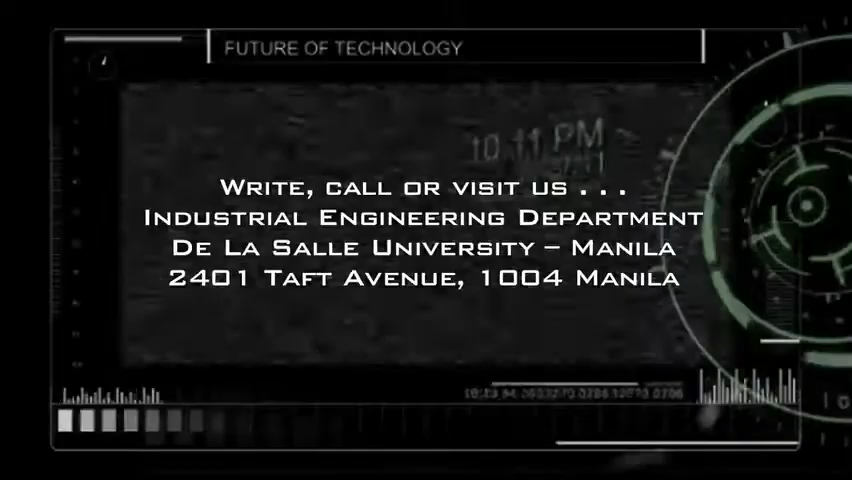 FUTURE OF TECHNOLOGY
10.11 PM
WRITE, CALL OR VISIT US . . .
INDUSTRIAL ENGINEERING DEPARTMENT
DE LA SALLE UNIVERSITY – MANILA
2401 TAFT AVENUE, 1004 MANILA